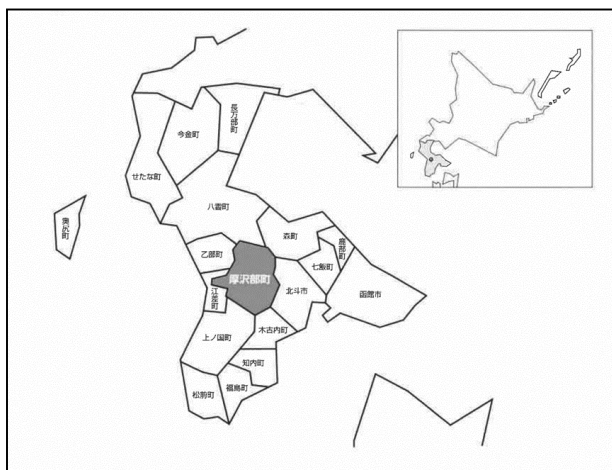 長万部町
今金町
せたな町
八雲町
奥尻町
森町
鹿部町
乙部町
七飯町
厚沢部町
江差町
北斗市
函館市
上ノ国町
木古内町
知内町
松前町
福島町